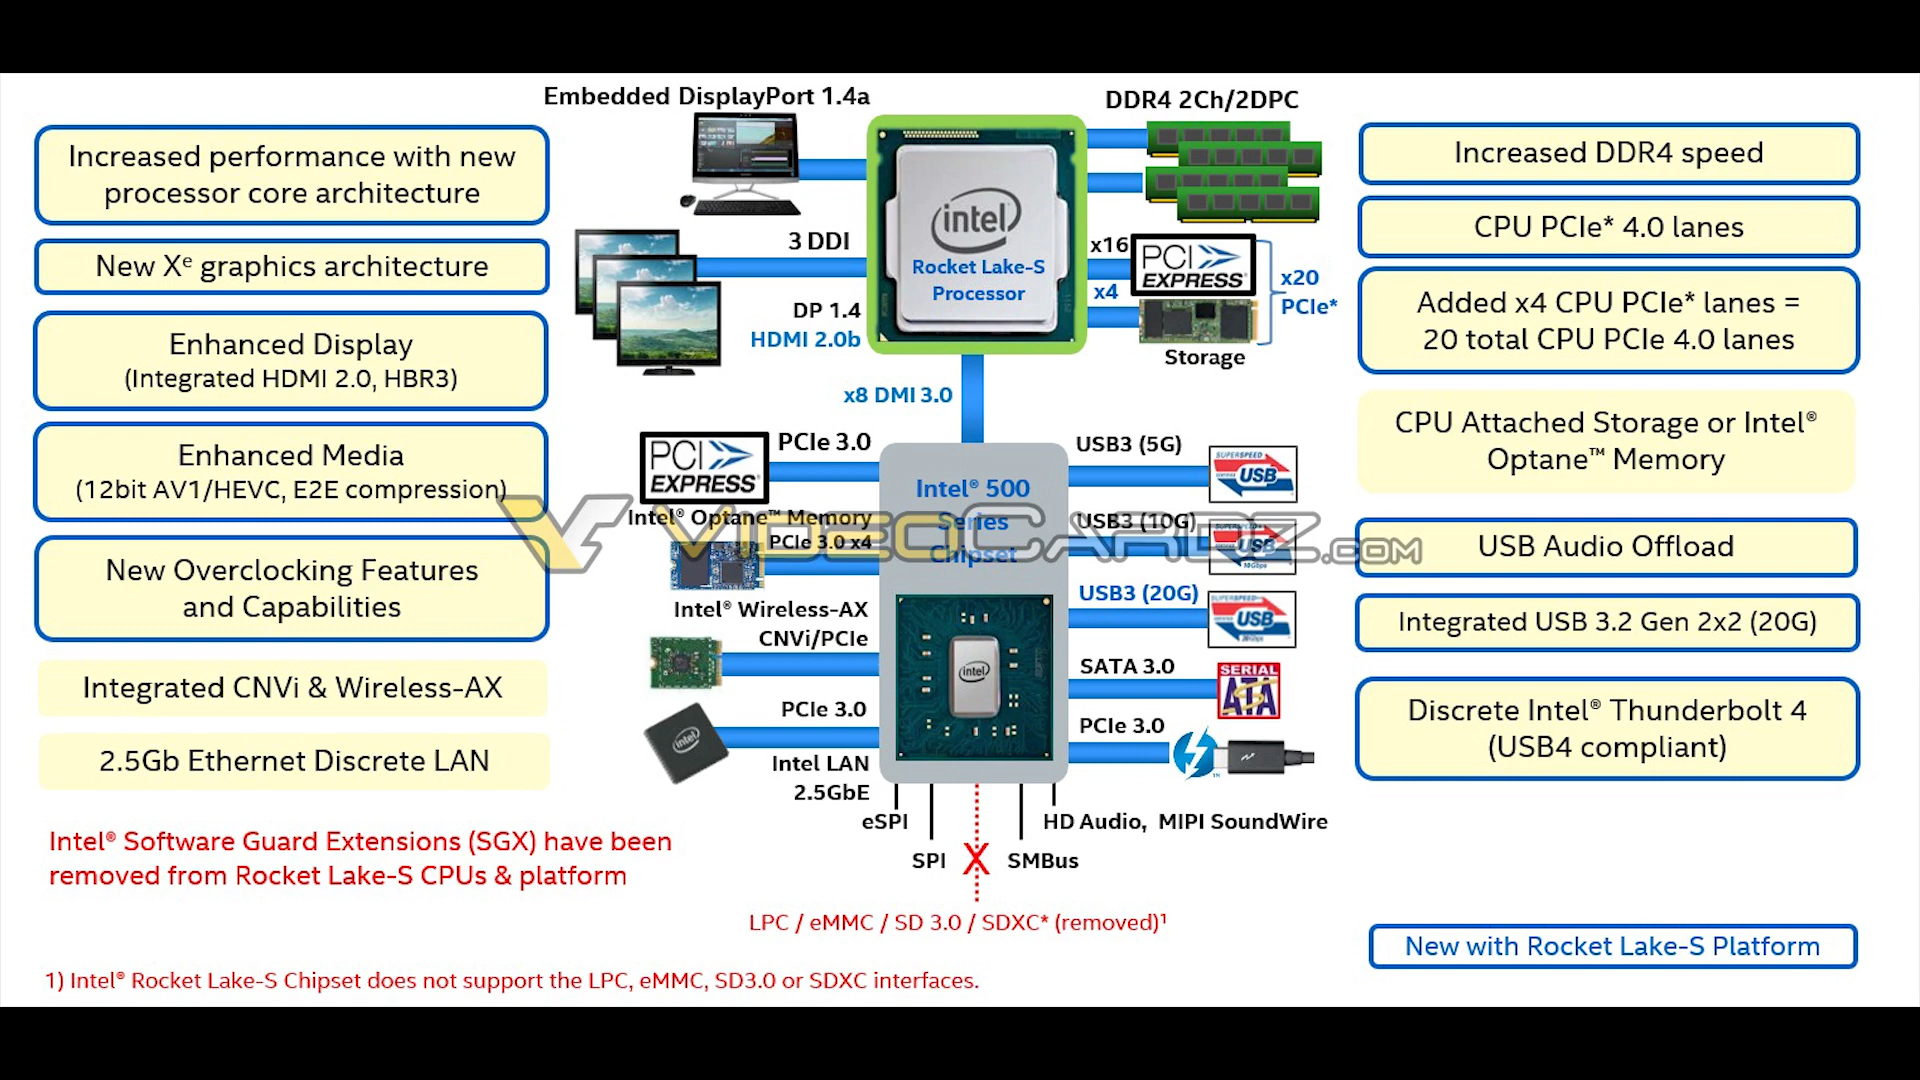 Embedded DisplayPort 1.4a
DDR4 2Ch/2DPC
Increased performance with new
processor core architecture
New Xᵉ graphics architecture
Enhanced Display
(Integrated HDMI 2.0, HBR3)
Enhanced Media
(12bit AV1/HEVC, E2E compression)
New Overclocking Features
and Capabilities
Integrated CNVi & Wireless-AX
2.5Gb Ethernet Discrete LAN
Intel® Software Guard Extensions (SGX) have been
removed from Rocket Lake-S CPUs & platform
3 DDI
DP 1.4
HDMI 2.0b
intel
Rocket Lake-S
Processor
x16
PCI
EXPRESS®
x4
x20
PCIe*
Storage
x8 DMI 3.0
PCI
EXPRESS®
PCIe 3.0
Intel® Optane™ Memory
PCIe 3.0 x4
Intel® Wireless-AX
CNVi/PCIe
PCIe 3.0
intel
Intel LAN
2.5GbE
Intel® 500
Series
Chipset
intel
USB3 (5G)
SUPERSPEED
USB
USB3 (10G)
SUPERSPEED
USB
10Gbps
USB3 (20G)
SUPERSPEED
USB
20Gbps
SATA 3.0
SERIAL
ATA
PCIe 3.0
eSPI
SPI
X
SMBus
HD Audio, MIPI SoundWire
LPC / eMMC / SD 3.0 / SDXC* (removed)¹
Increased DDR4 speed
CPU PCIe* 4.0 lanes
Added x4 CPU PCIe* lanes =
20 total CPU PCIe 4.0 lanes
CPU Attached Storage or Intel®
Optane™ Memory
USB Audio Offload
Integrated USB 3.2 Gen 2x2 (20G)
Discrete Intel® Thunderbolt 4
(USB4 compliant)
New with Rocket Lake-S Platform
1) Intel® Rocket Lake-S Chipset does not support the LPC, eMMC, SD3.0 or SDXC interfaces.
VIDEOCARDZ.COM